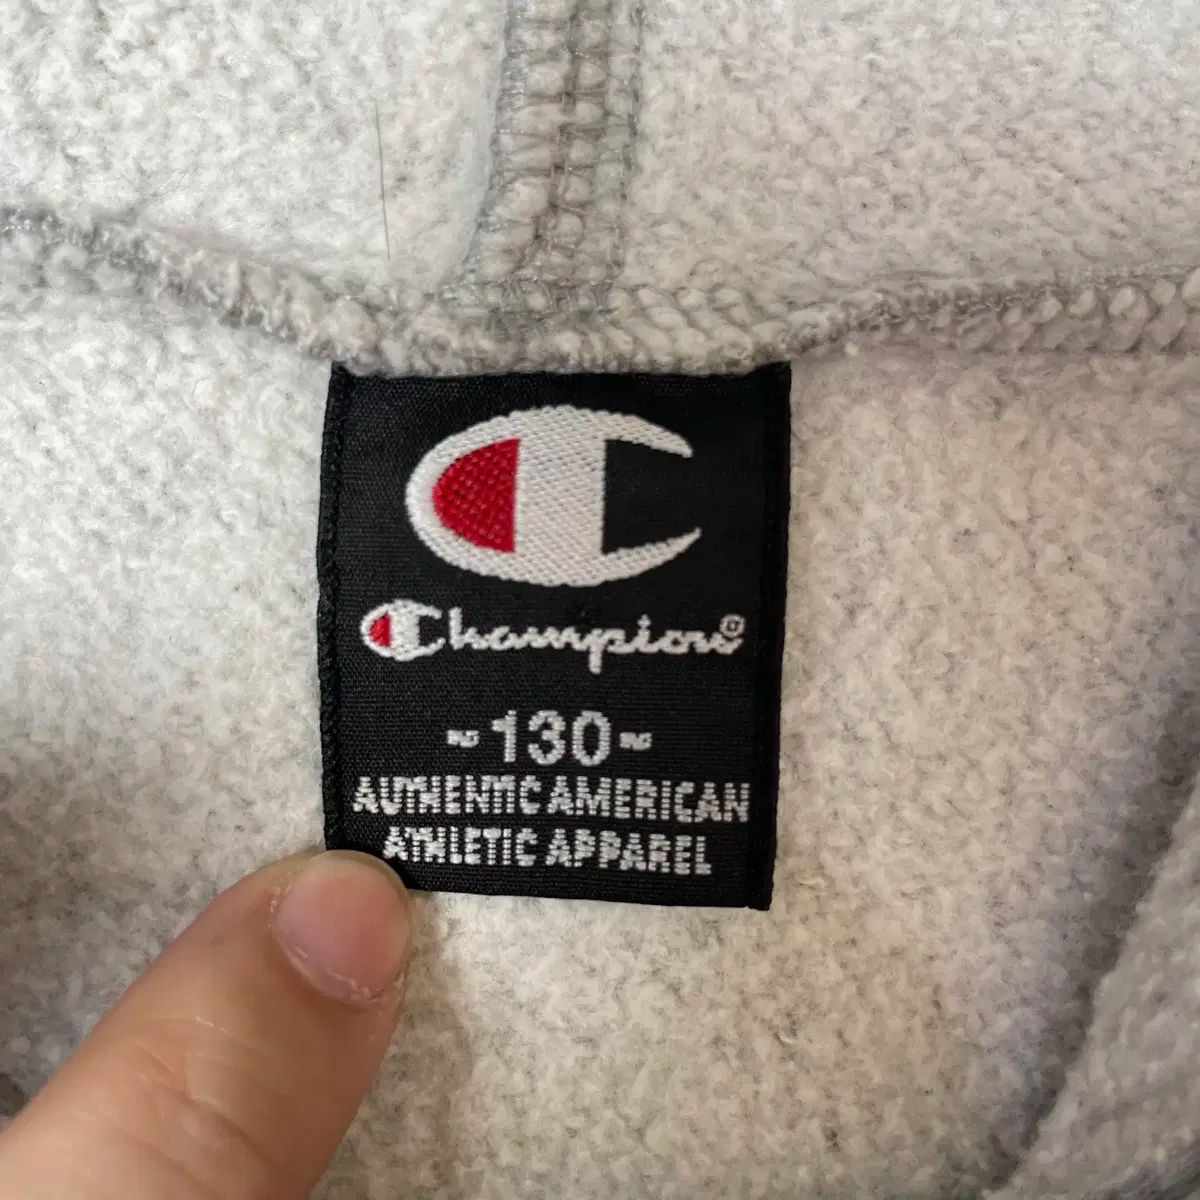 Champion®
-130-
AUTHENTIC AMERICAN
ATHLETIC APPAREL